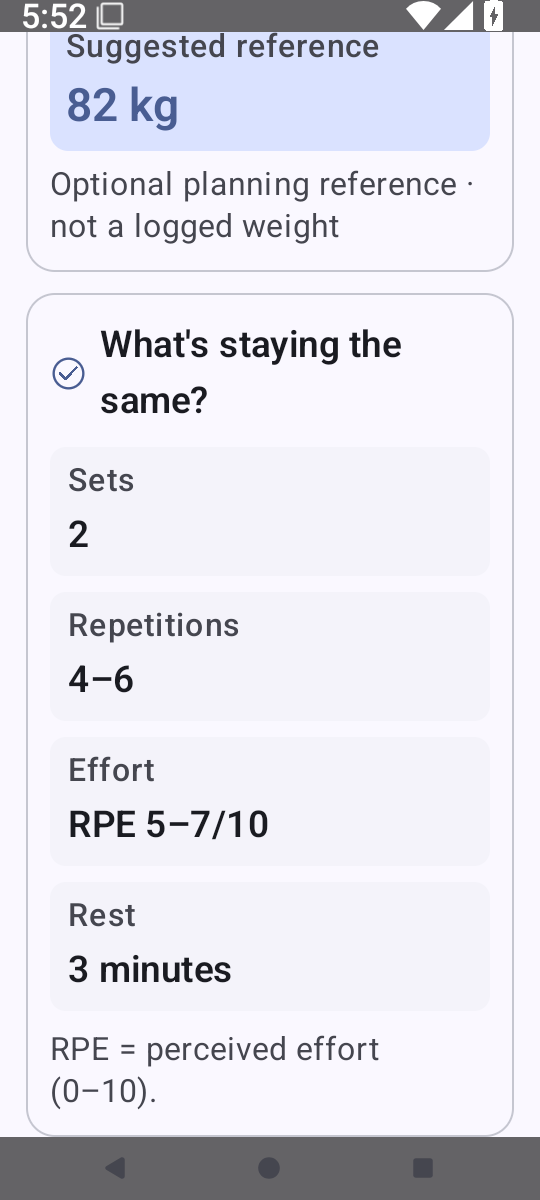 5:52
Suggested reference
82 kg
Optional planning reference ·
not a logged weight
What's staying the
same?
Sets
2
Repetitions
4–6
Effort
RPE 5–7/10
Rest
3 minutes
RPE = perceived effort
(0–10).